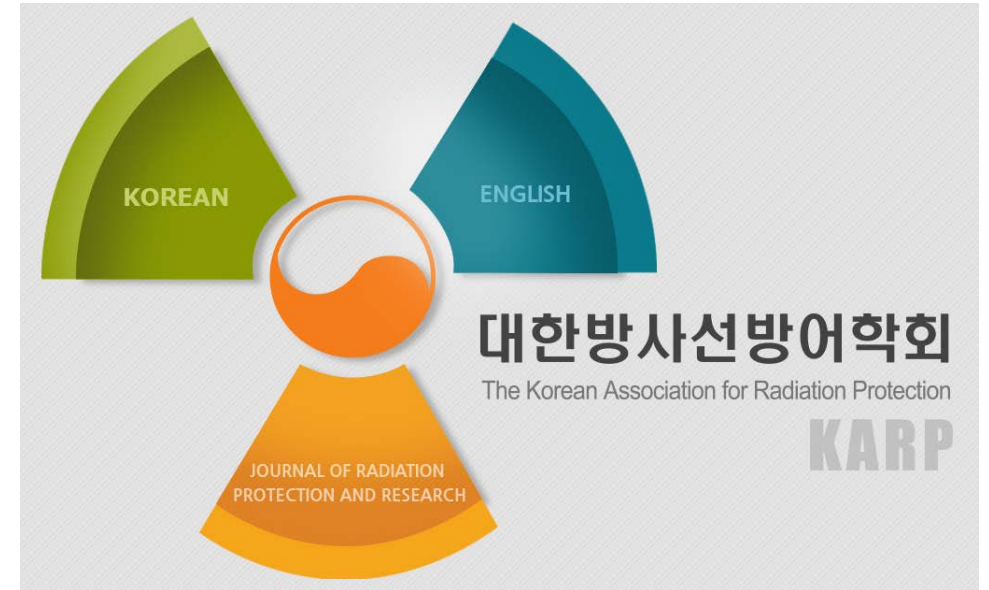 KOREAN
ENGLISH
대한방사선방어학회
The Korean Association for Radiation Protection
KARP
JOURNAL OF RADIATION
PROTECTION AND RESEARCH